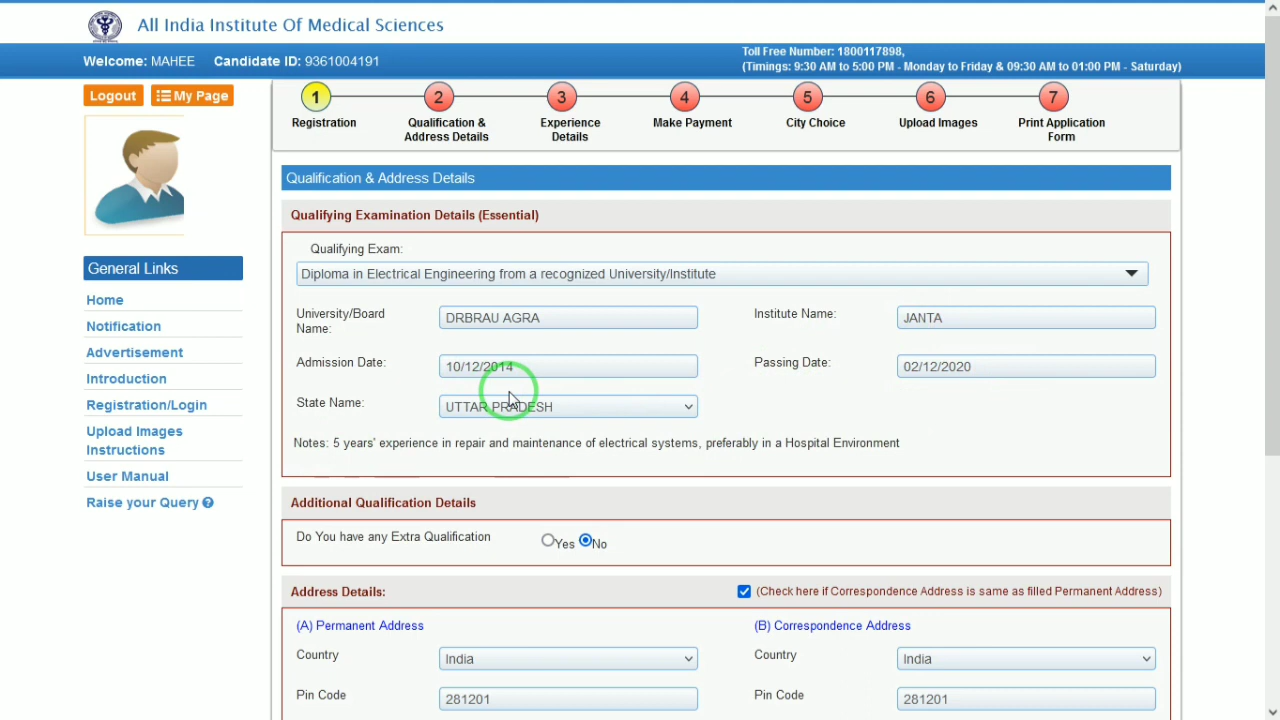 All India Institute Of Medical Sciences
Welcome: MAHEE Candidate ID: 9361004191
Toll Free Number: 1800117898,
(Timings: 9:30 AM to 5:00 PM - Monday to Friday & 09:30 AM to 01:00 PM - Saturday)
Logout My Page
1 2 3 4 5 6 7
Registration Qualification & Experience Make Payment City Choice Upload Images Print Application
Address Details Details Form
Qualification & Address Details
Qualifying Examination Details (Essential)
Qualifying Exam:
Diploma in Electrical Engineering from a recognized University/Institute
University/Board
Name:
DRBRAU AGRA
Institute Name: JANTA
Admission Date: 10/12/2014 Passing Date: 02/12/2020
State Name: UTTAR PRADESH
Notes: 5 years' experience in repair and maintenance of electrical systems, preferably in a Hospital Environment
Additional Qualification Details
Do You have any Extra Qualification Yes No
Address Details: (Check here if Correspondence Address is same as filled Permanent Address)
(A) Permanent Address (B) Correspondence Address
Country India Country India
Pin Code 281201 Pin Code 281201
General Links
Home
Notification
Advertisement
Introduction
Registration/Login
Upload Images
Instructions
User Manual
Raise your Query ?